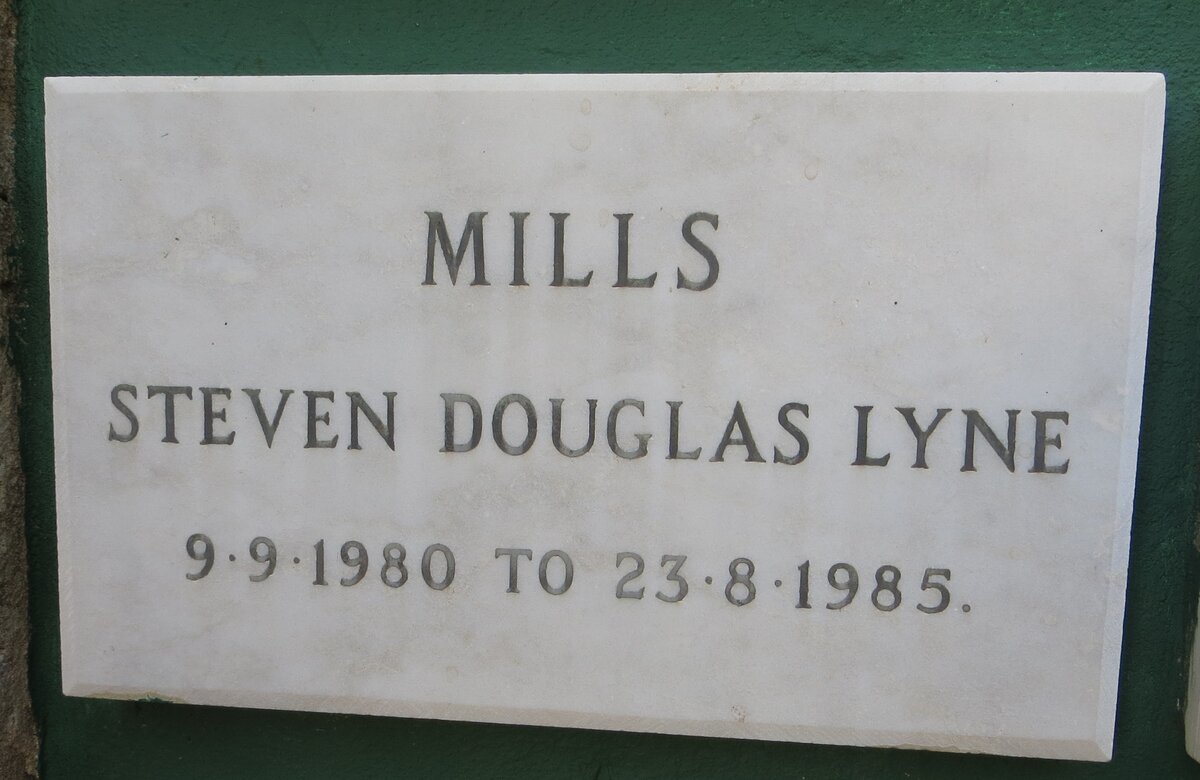 MILLS
STEVEN DOUGLAS LYNE
9·9·1980 TO 23·8·1985.